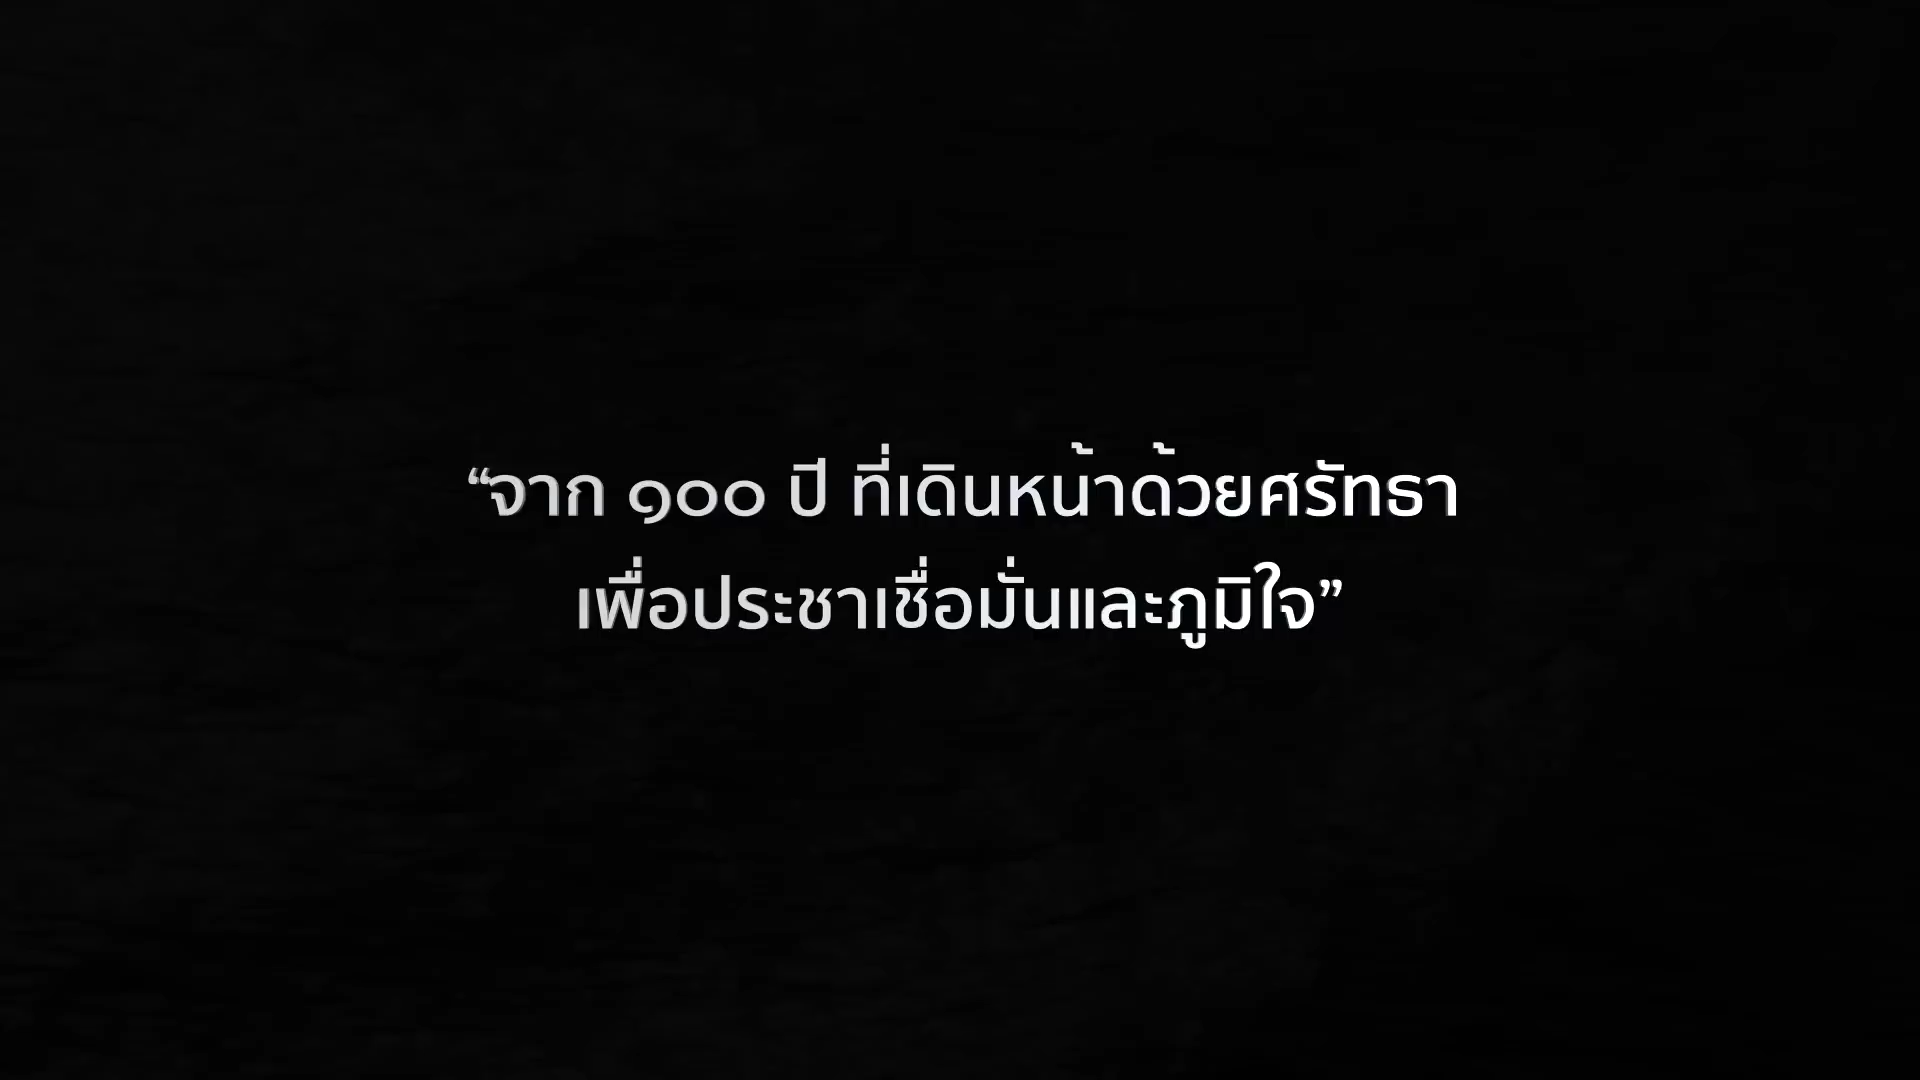 “จาก ๑๐๐ ปี ที่เดินหน้าด้วยศรัทธา
เพื่อประชาเชื่อมั่นและภูมิใจ”